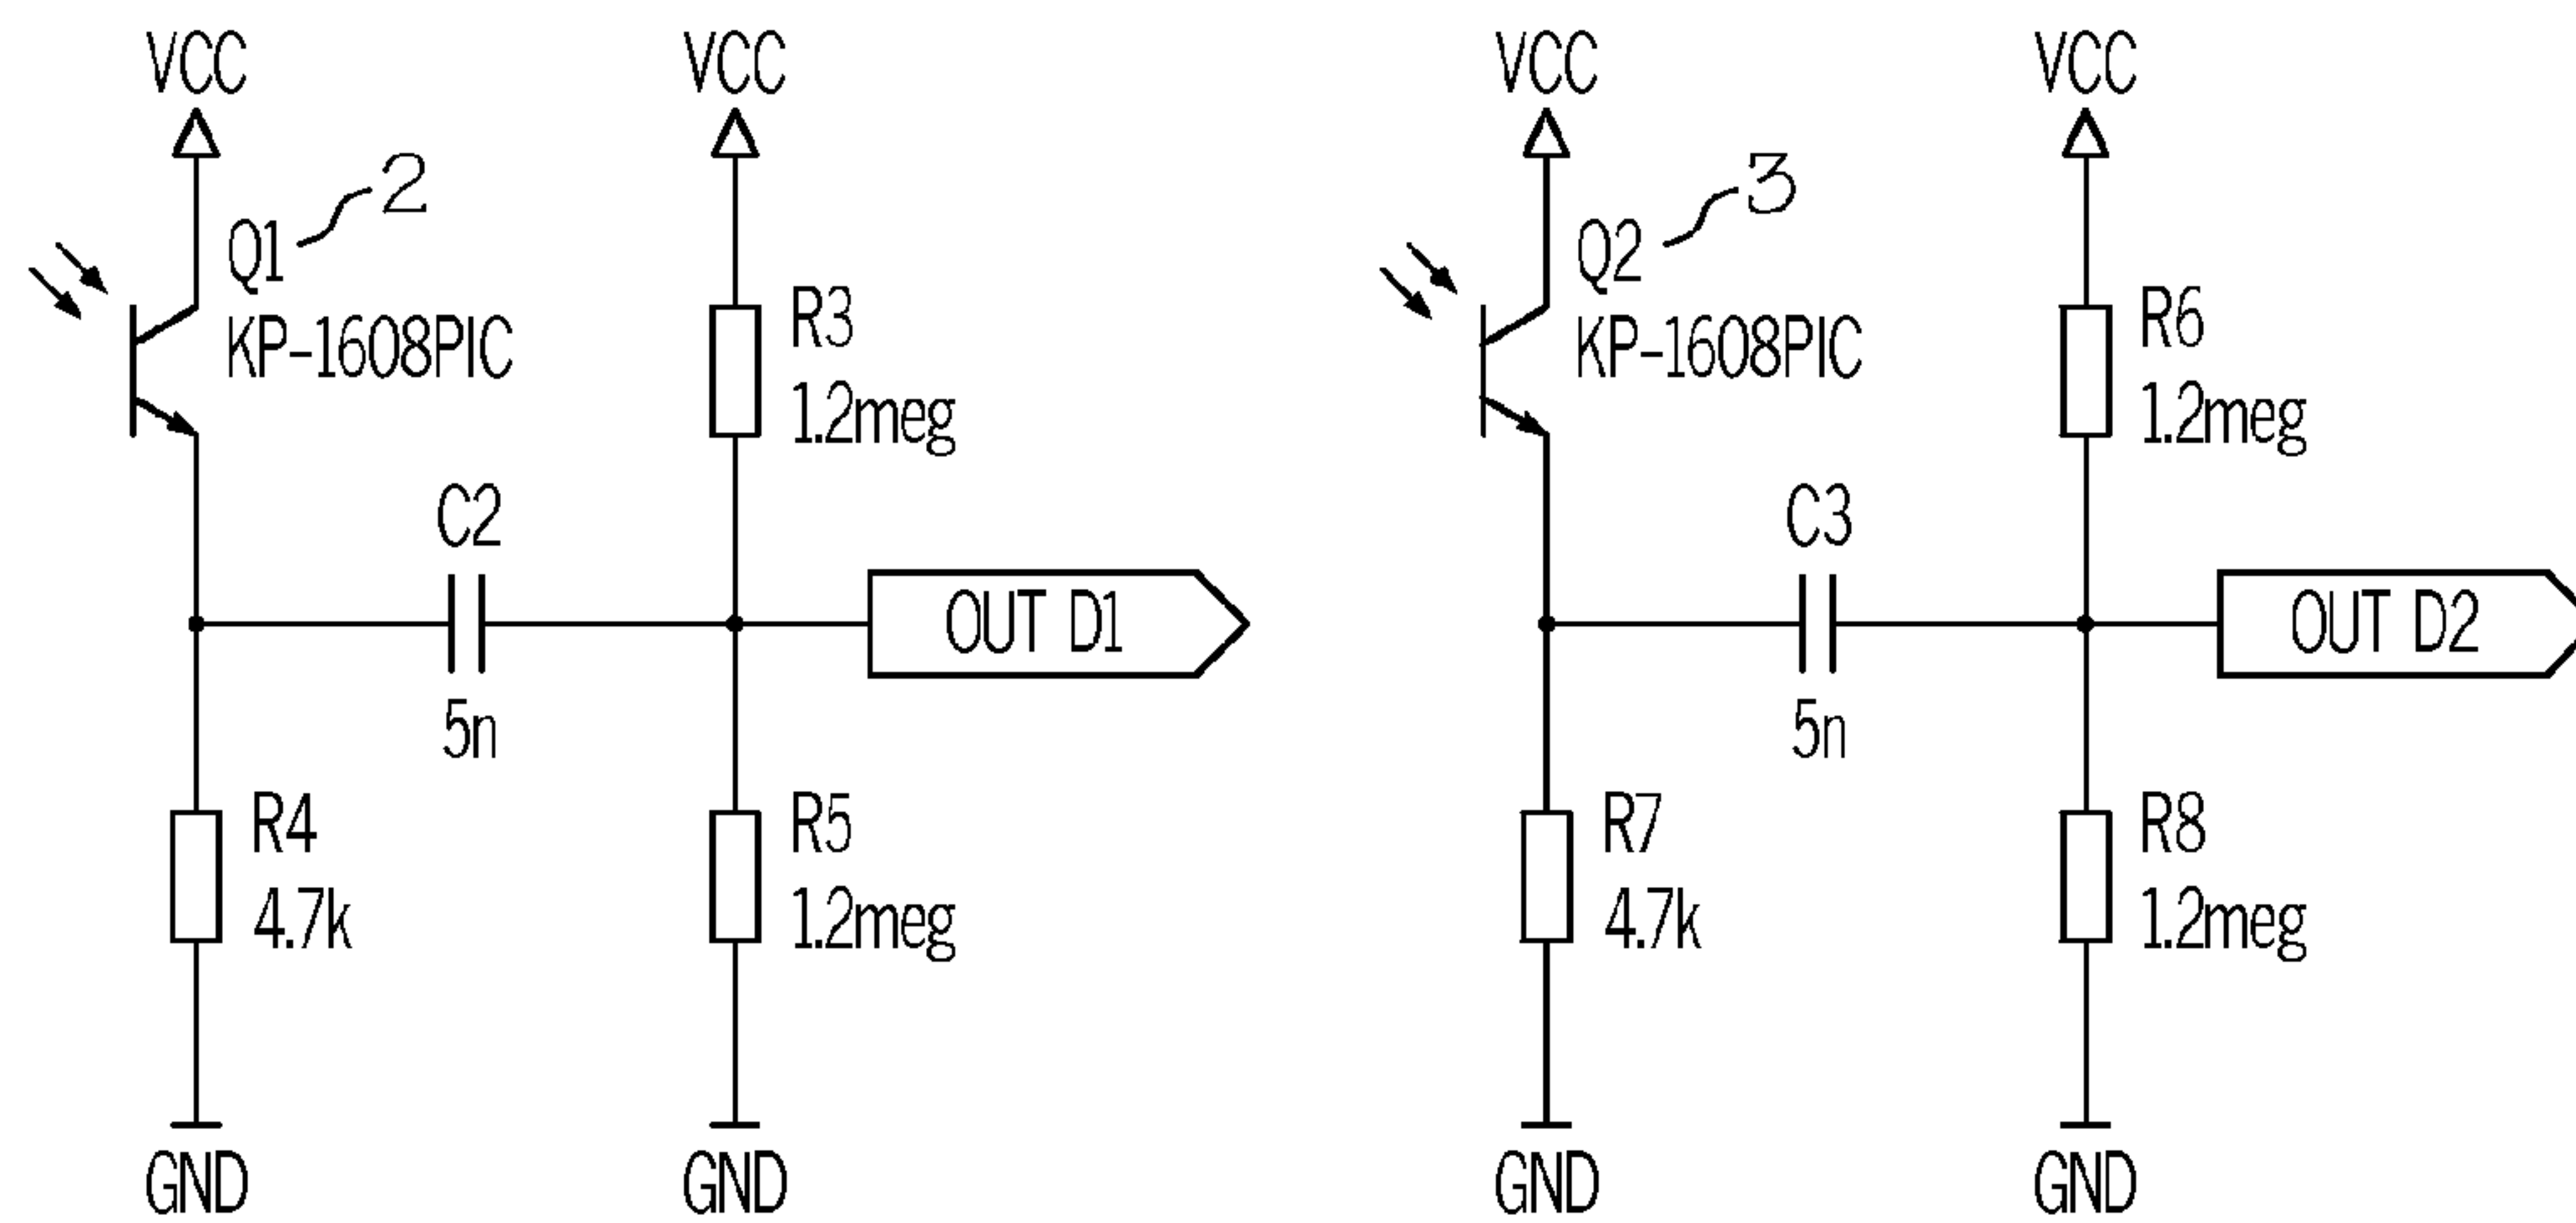 VCC
VCC
2
Q1
KP-1608PIC
R3
1.2meg
C2
5n
OUT D1
R4
4.7k
R5
1.2meg
GND
GND
VCC
VCC
3
Q2
KP-1608PIC
R6
1.2meg
C3
5n
OUT D2
R7
4.7k
R8
1.2meg
GND
GND